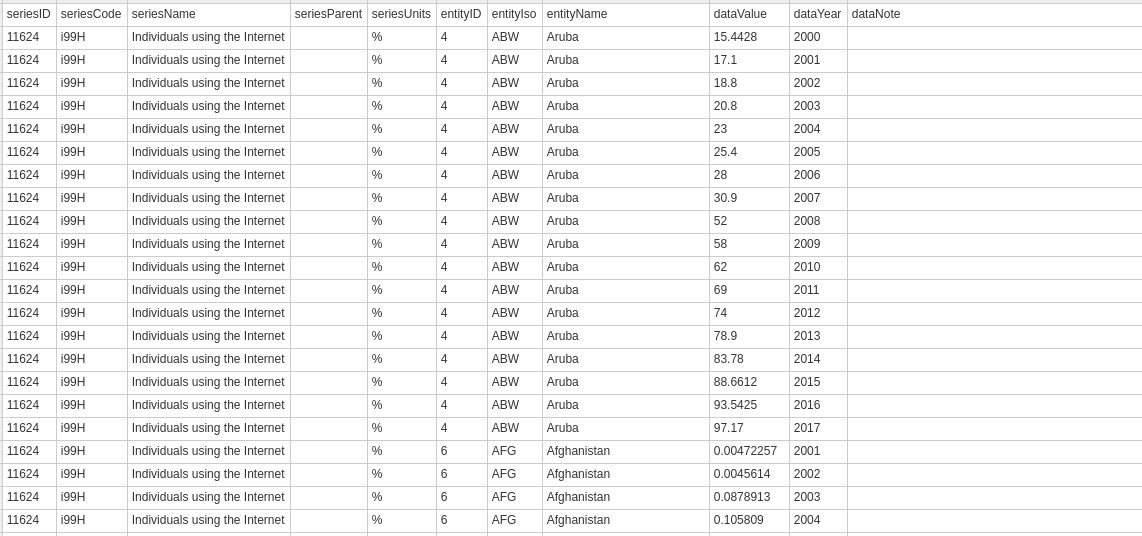 seriesID seriesCode seriesName seriesParent seriesUnits entityID entityIso entityName dataValue dataYear dataNote
11624 i99H Individuals using the Internet % 4 ABW Aruba 15.4428 2000
11624 i99H Individuals using the Internet % 4 ABW Aruba 17.1 2001
11624 i99H Individuals using the Internet % 4 ABW Aruba 18.8 2002
11624 i99H Individuals using the Internet % 4 ABW Aruba 20.8 2003
11624 i99H Individuals using the Internet % 4 ABW Aruba 23 2004
11624 i99H Individuals using the Internet % 4 ABW Aruba 25.4 2005
11624 i99H Individuals using the Internet % 4 ABW Aruba 28 2006
11624 i99H Individuals using the Internet % 4 ABW Aruba 30.9 2007
11624 i99H Individuals using the Internet % 4 ABW Aruba 52 2008
11624 i99H Individuals using the Internet % 4 ABW Aruba 58 2009
11624 i99H Individuals using the Internet % 4 ABW Aruba 62 2010
11624 i99H Individuals using the Internet % 4 ABW Aruba 69 2011
11624 i99H Individuals using the Internet % 4 ABW Aruba 74 2012
11624 i99H Individuals using the Internet % 4 ABW Aruba 78.9 2013
11624 i99H Individuals using the Internet % 4 ABW Aruba 83.78 2014
11624 i99H Individuals using the Internet % 4 ABW Aruba 88.6612 2015
11624 i99H Individuals using the Internet % 4 ABW Aruba 93.5425 2016
11624 i99H Individuals using the Internet % 4 ABW Aruba 97.17 2017
11624 i99H Individuals using the Internet % 6 AFG Afghanistan 0.00472257 2001
11624 i99H Individuals using the Internet % 6 AFG Afghanistan 0.0045614 2002
11624 i99H Individuals using the Internet % 6 AFG Afghanistan 0.0878913 2003
11624 i99H Individuals using the Internet % 6 AFG Afghanistan 0.105809 2004